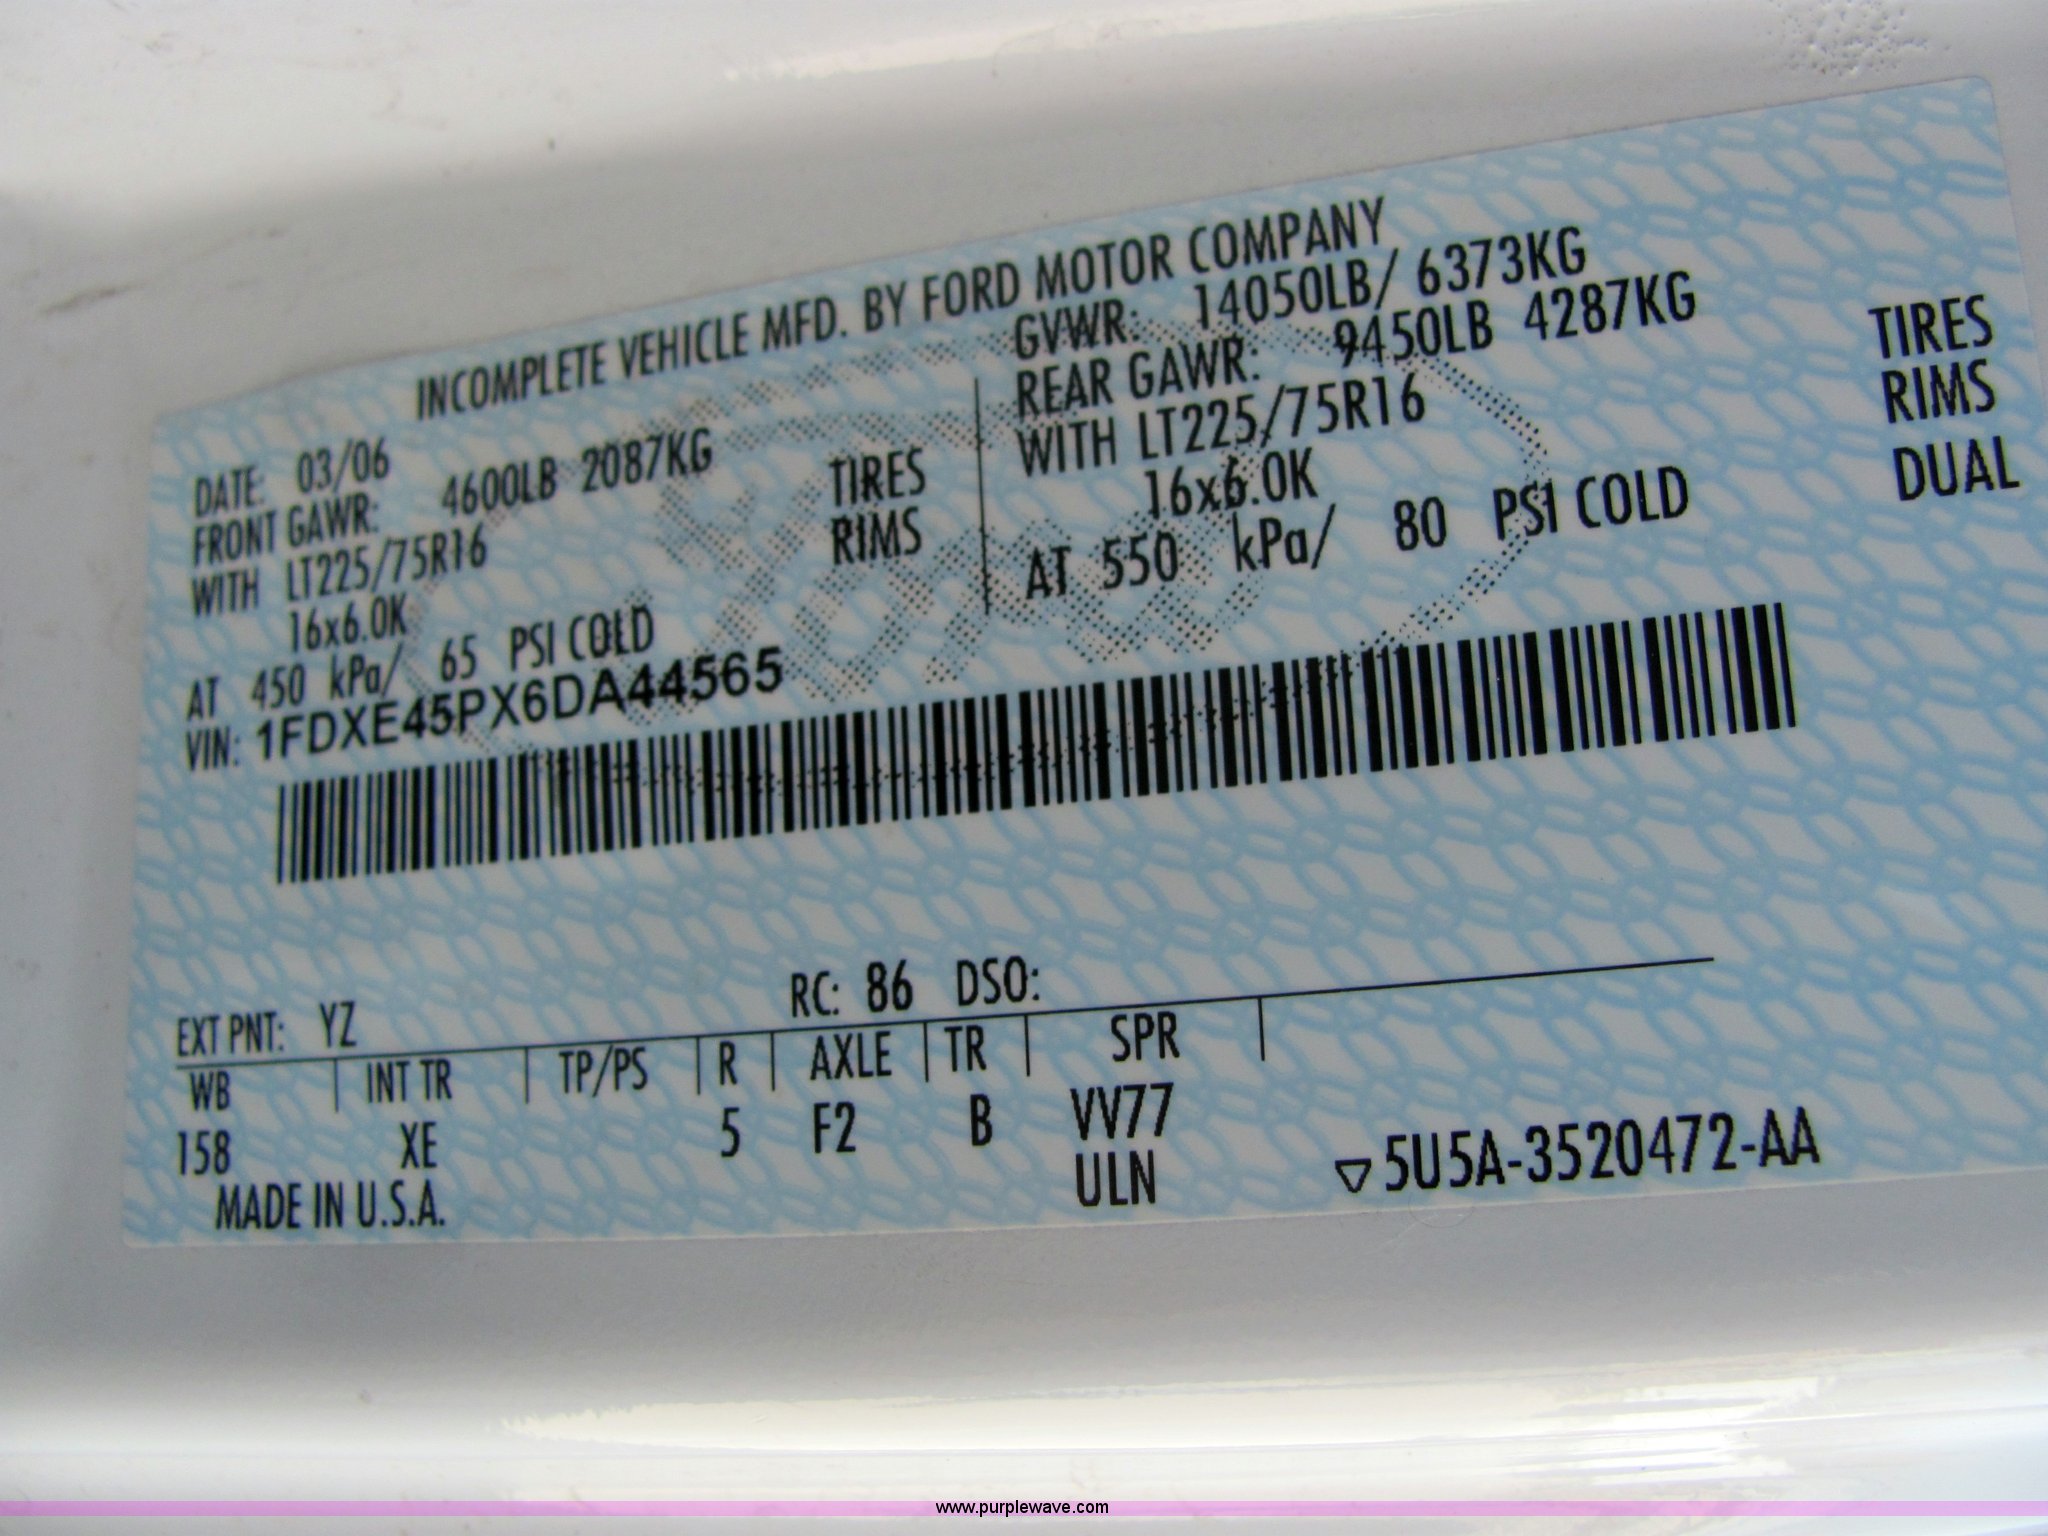 INCOMPLETE VEHICLE MFD. BY FORD MOTOR COMPANY
DATE: 03/06
GVWR: 14050LB/ 6373KG
FRONT GAWR: 4600LB 2087KG
REAR GAWR: 9450LB 4287KG
WITH LT225/75R16 TIRES
WITH LT225/75R16 TIRES
16x6.0K RIMS
16x6.0K RIMS
AT 450 kPa/ 65 PSI COLD
AT 550 kPa/ 80 PSI COLD DUAL
VIN: 1FDXE45PX6DA44565
EXT PNT: YZ RC: 86 DSO:
WB INT TR TP/PS R AXLE TR SPR
158 XE 5 F2 B VV77
ULN
MADE IN U.S.A.
▽5U5A-3520472-AA
Ford
www.purplewave.com